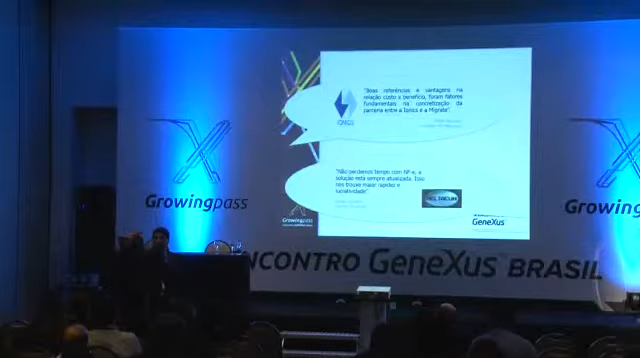 "Boas referências e vantagens na
relação custo x benefício, foram fatores
fundamentais na concretização da
parceria entre a Ionics e a Migrate".
IONICS
"Não perdemos tempo com NF-e, a
solução está sempre atualizada. Isso
nos trouxe maior rapidez e
lucratividade"
Growingpass
GeneXus
Growingpass
Growingpass
ENCONTRO GeneXus BRASIL